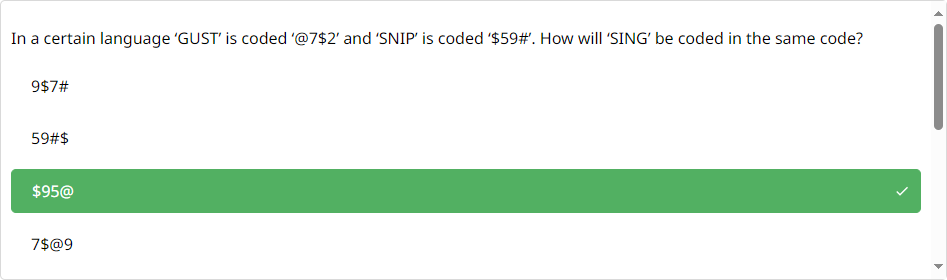 In a certain language ‘GUST’ is coded ‘@7$2’ and ‘SNIP’ is coded ‘$59#’. How will ‘SING’ be coded in the same code?
9$7#
59#$
$95@
7$@9